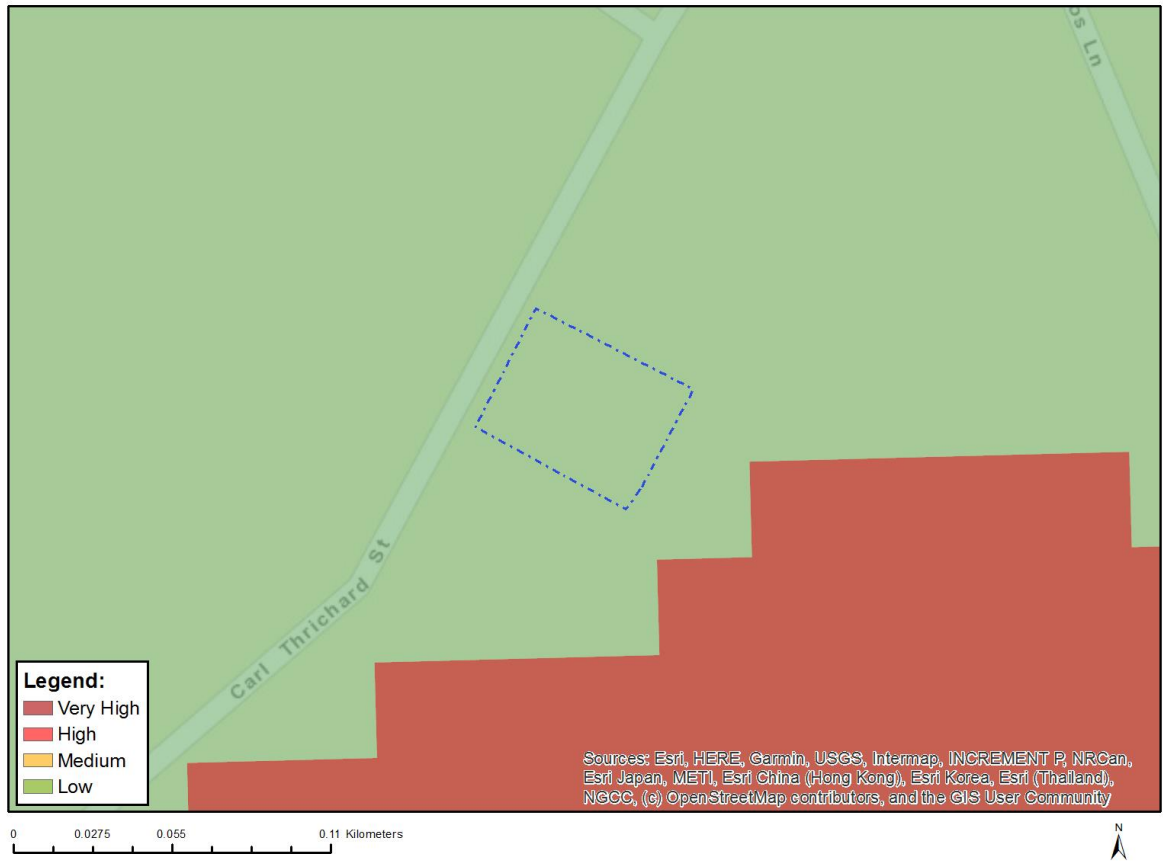 os Ln
Carl Thrichard St
Legend:
Very High
High
Medium
Low
Sources: Esri, HERE, Garmin, USGS, Intermap, INCREMENT P, NRCan,
Esri Japan, METI, Esri China (Hong Kong), Esri Korea, Esri (Thailand),
NGCC, (c) OpenStreetMap contributors, and the GIS User Community
0 0.0275 0.055 0.11 Kilometers
N